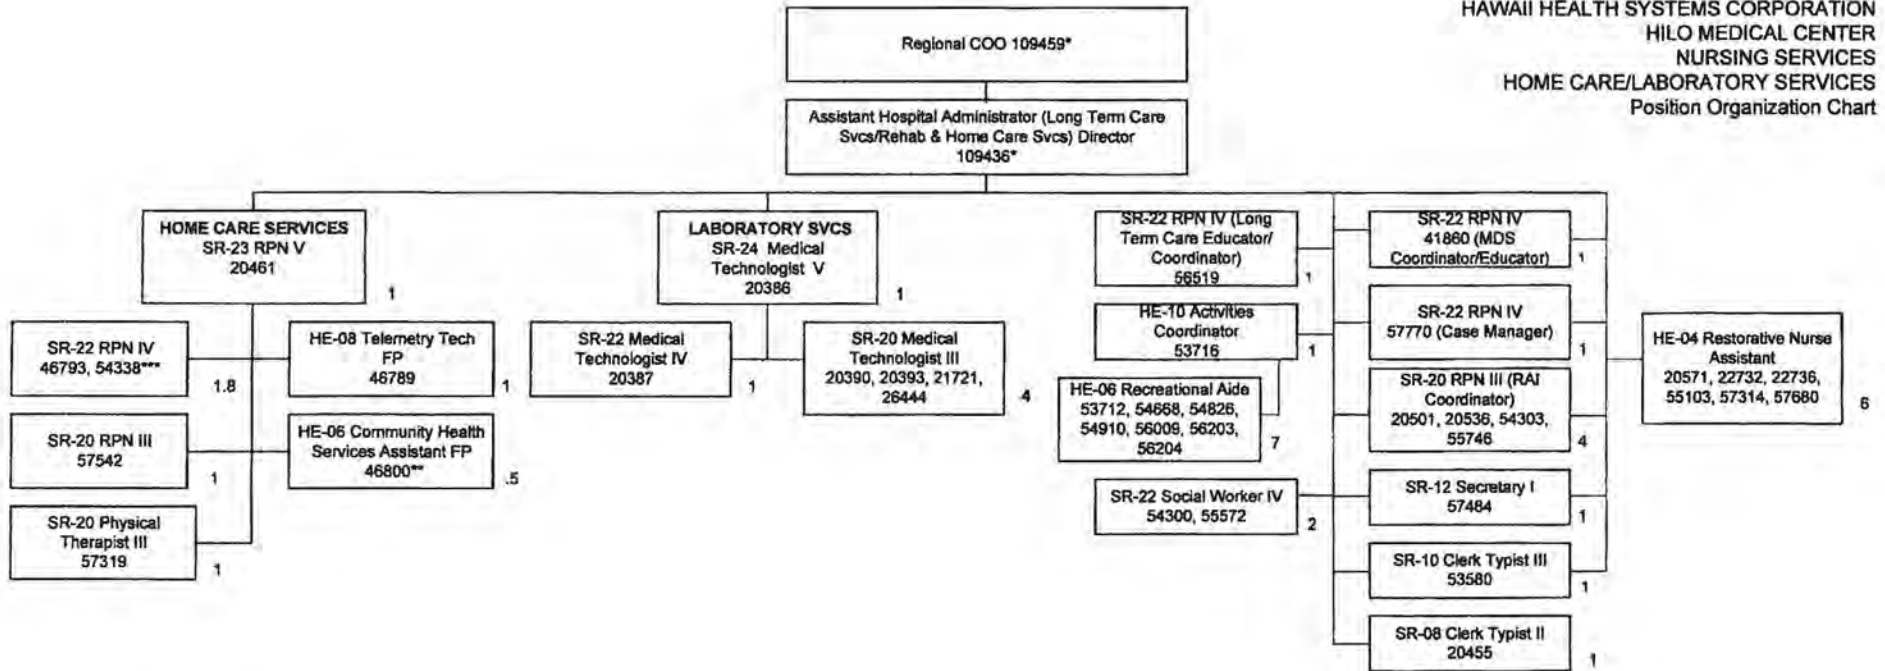 HAWAII HEALTH SYSTEMS CORPORATION
HILO MEDICAL CENTER
NURSING SERVICES
HOME CARE/LABORATORY SERVICES
Position Organization Chart
Regional COO 109459*
Assistant Hospital Administrator (Long Term Care
Svcs/Rehab & Home Care Svcs) Director
109436*
HOME CARE SERVICES
SR-23 RPN V
20461
1
SR-22 RPN IV
46793, 54338***
1.8
HE-08 Telemetry Tech
FP
46789
1
SR-20 RPN III
57542
1
HE-06 Community Health
Services Assistant FP
46800**
.5
SR-20 Physical
Therapist III
57319
1
LABORATORY SVCS
SR-24 Medical
Technologist V
20386
1
SR-22 Medical
Technologist IV
20387
1
SR-20 Medical
Technologist III
20390, 20393, 21721,
26444
4
SR-22 RPN IV (Long
Term Care Educator/
Coordinator)
56519
1
HE-10 Activities
Coordinator
53716
1
HE-06 Recreational Aide
53712, 54668, 54826,
54910, 56009, 56203,
56204
7
SR-22 Social Worker IV
54300, 55572
2
SR-22 RPN IV
41860 (MDS
Coordinator/Educator)
1
SR-22 RPN IV
57770 (Case Manager)
1
SR-20 RPN III (RAI
Coordinator)
20501, 20536, 54303,
55746
4
SR-12 Secretary I
57484
1
SR-10 Clerk Typist III
53580
1
SR-08 Clerk Typist II
20455
1
HE-04 Restorative Nurse
Assistant
20571, 22732, 22736,
55103, 57314, 57680
6